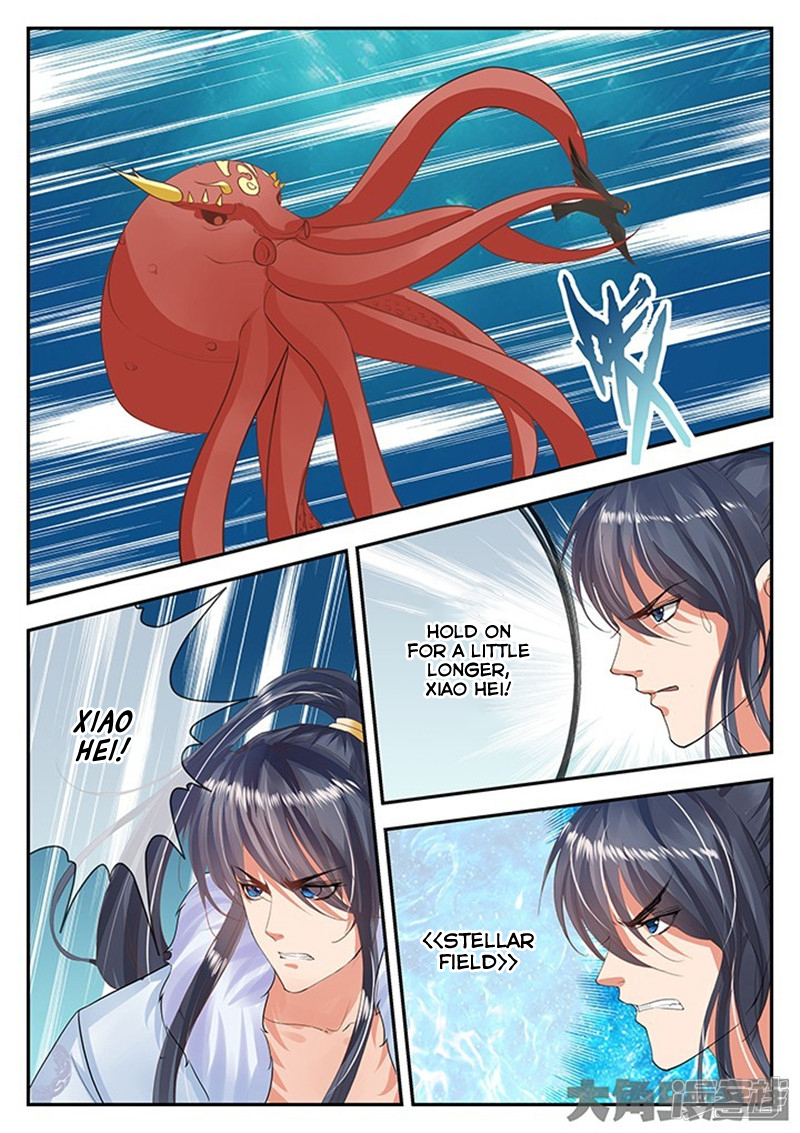 XIAO
HEI!
HOLD ON
FOR A LITTLE
LONGER,
XIAO HEI!
<<STELLAR
FIELD>>